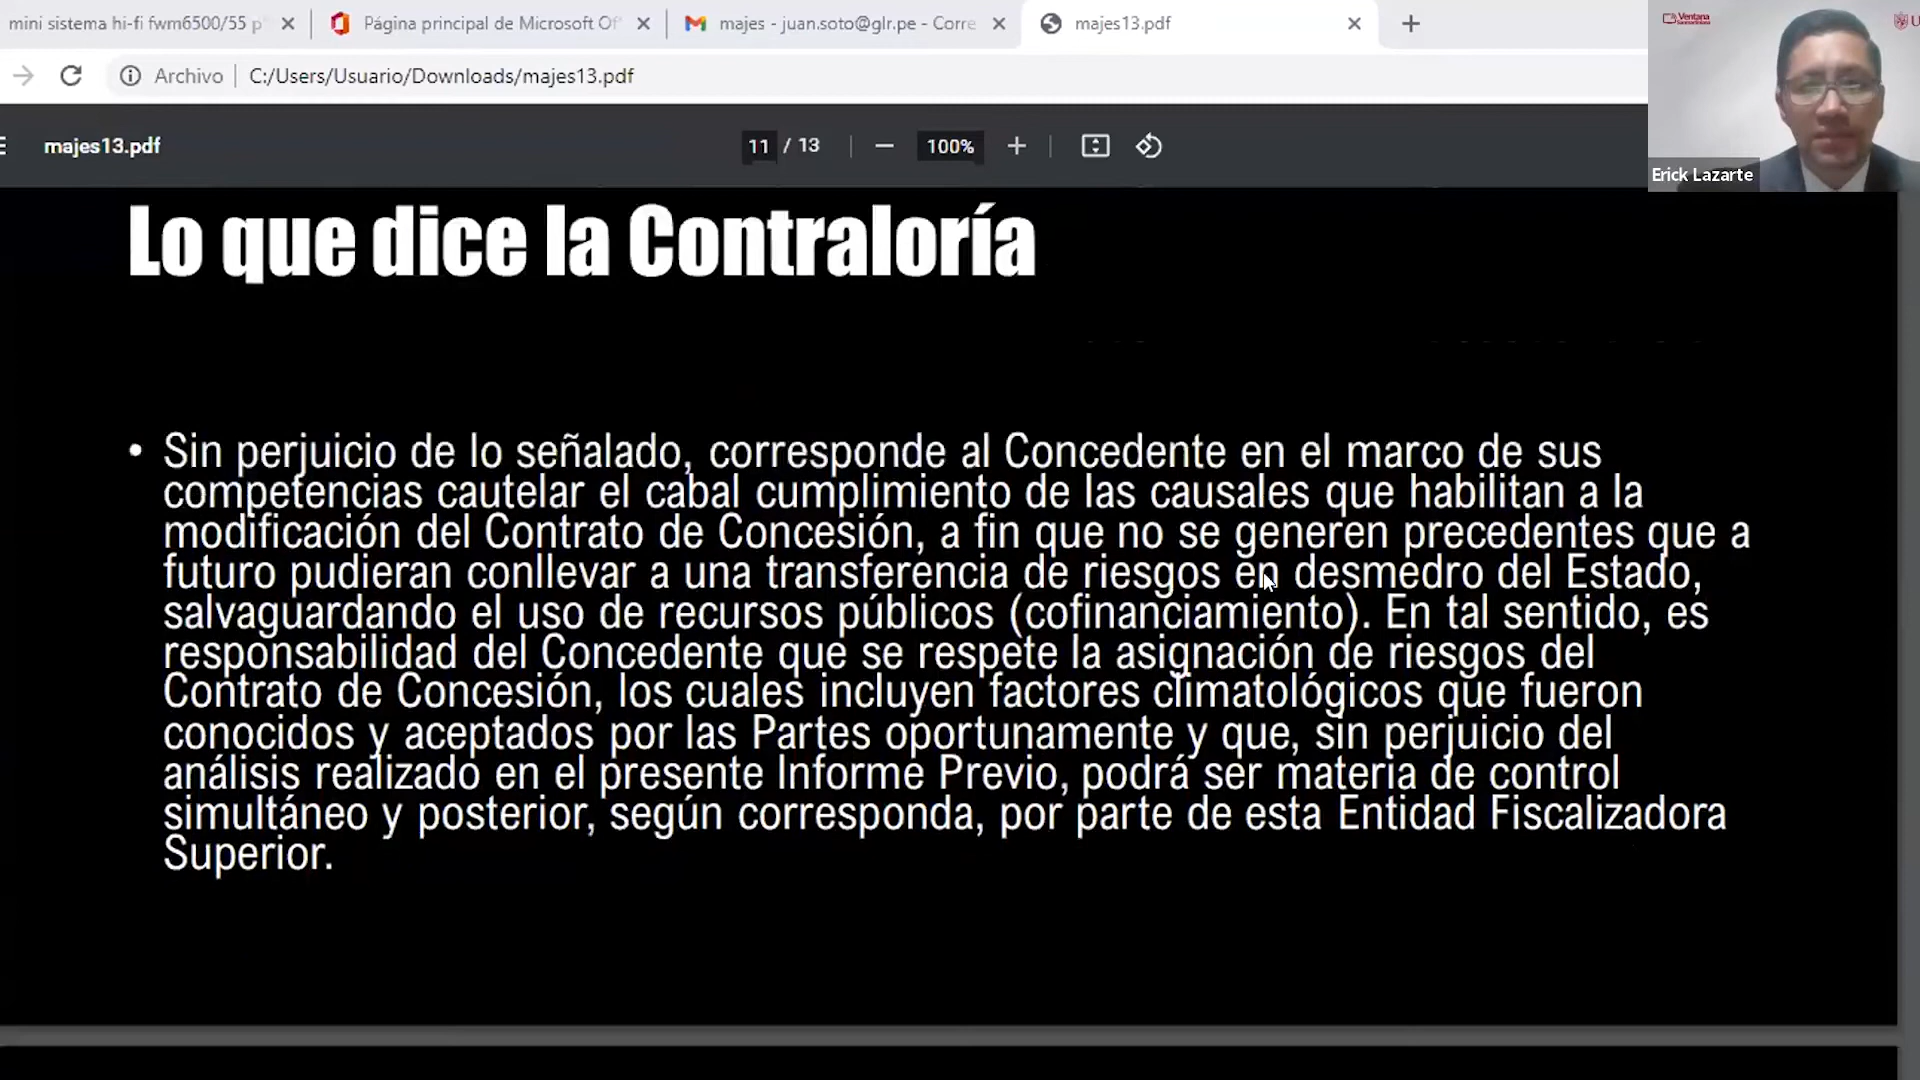 mini sistema hi-fi fwm6500/55 p
Página principal de Microsoft Of
majes - juan.soto@glr.pe - Corre
majes13.pdf
Archivo
C:/Users/Usuario/Downloads/majes13.pdf
majes13.pdf
11 / 13
100%
Ventana
Erick Lazarte
Lo que dice la Contraloría
• Sin perjuicio de lo señalado, corresponde al Concedente en el marco de sus
competencias cautelar el cabal cumplimiento de las causales que habilitan a la
modificación del Contrato de Concesión, a fin que no se generen precedentes que a
futuro pudieran conllevar a una transferencia de riesgos en desmedro del Estado,
salvaguardando el uso de recursos públicos (cofinanciamiento). En tal sentido, es
responsabilidad del Concedente que se respete la asignación de riesgos del
Contrato de Concesión, los cuales incluyen factores climatológicos que fueron
conocidos y aceptados por las Partes oportunamente y que, sin perjuicio del
análisis realizado en el presente Informe Previo, podrá ser materia de control
simultáneo y posterior, según corresponda, por parte de esta Entidad Fiscalizadora
Superior.